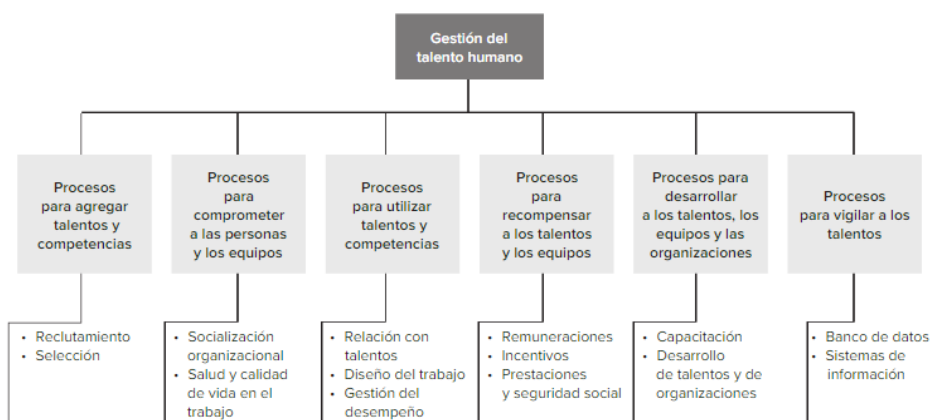 Gestión del
talento humano
Procesos
para agregar
talentos y
competencias
Procesos
para
comprometer
a las personas
y los equipos
Procesos
para utilizar
talentos y
competencias
Procesos
para
recompensar
a los talentos
y los equipos
Procesos para
desarrollar
a los talentos, los
equipos y las
organizaciones
Procesos
para vigilar a los
talentos
• Reclutamiento
• Selección
• Socialización
organizacional
• Salud y calidad
de vida en el
trabajo
• Relación con
talentos
• Diseño del trabajo
• Gestión del
desempeño
• Remuneraciones
• Incentivos
• Prestaciones
y seguridad social
• Capacitación
• Desarrollo
de talentos y de
organizaciones
• Banco de datos
• Sistemas de
información